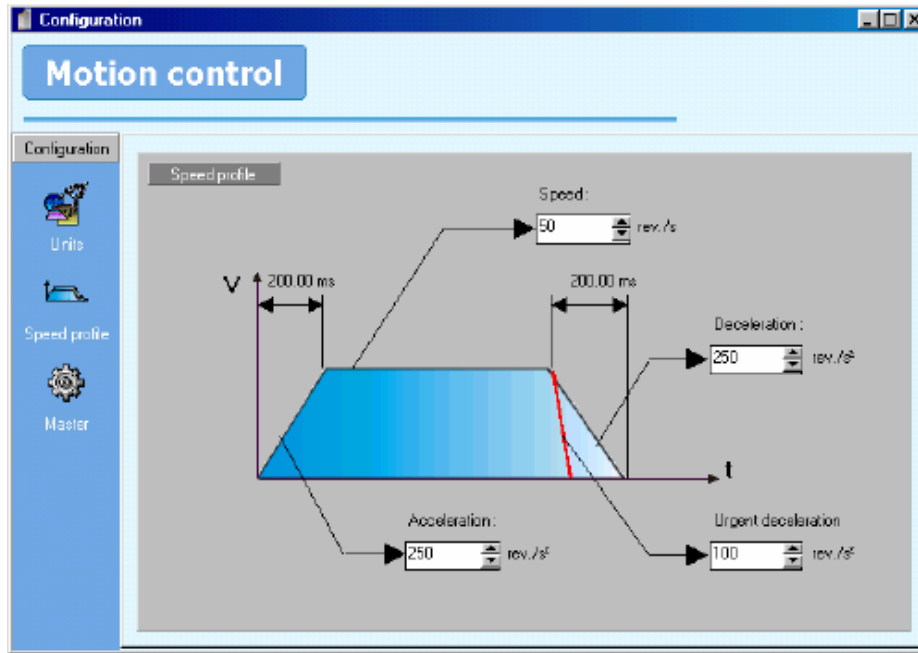 Configuration
Motion control
Configuration
Units
Speed profile
Master
Speed profile
Speed :
50 rev./s
V 200.00 ms 200.00 ms
Deceleration :
250 rev./s²
t
Acceleration :
250 rev./s²
Urgent deceleration
100 rev./s²